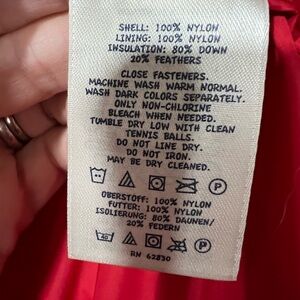 SHELL: 100% NYLON
LINING: 100% NYLON
INSULATION: 80% DOWN
20% FEATHERS
CLOSE FASTENERS.
MACHINE WASH WARM NORMAL.
WASH DARK COLORS SEPARATELY.
ONLY NON-CHLORINE
BLEACH WHEN NEEDED.
TUMBLE DRY LOW WITH CLEAN
TENNIS BALLS.
DO NOT LINE DRY.
DO NOT IRON.
MAY BE DRY CLEANED.
P
OBERSTOFF: 100% NYLON
FUTTER: 100% NYLON
ISOLIERUNG: 80% DAUNEN/
20% FEDERN
40 P
RN 62830